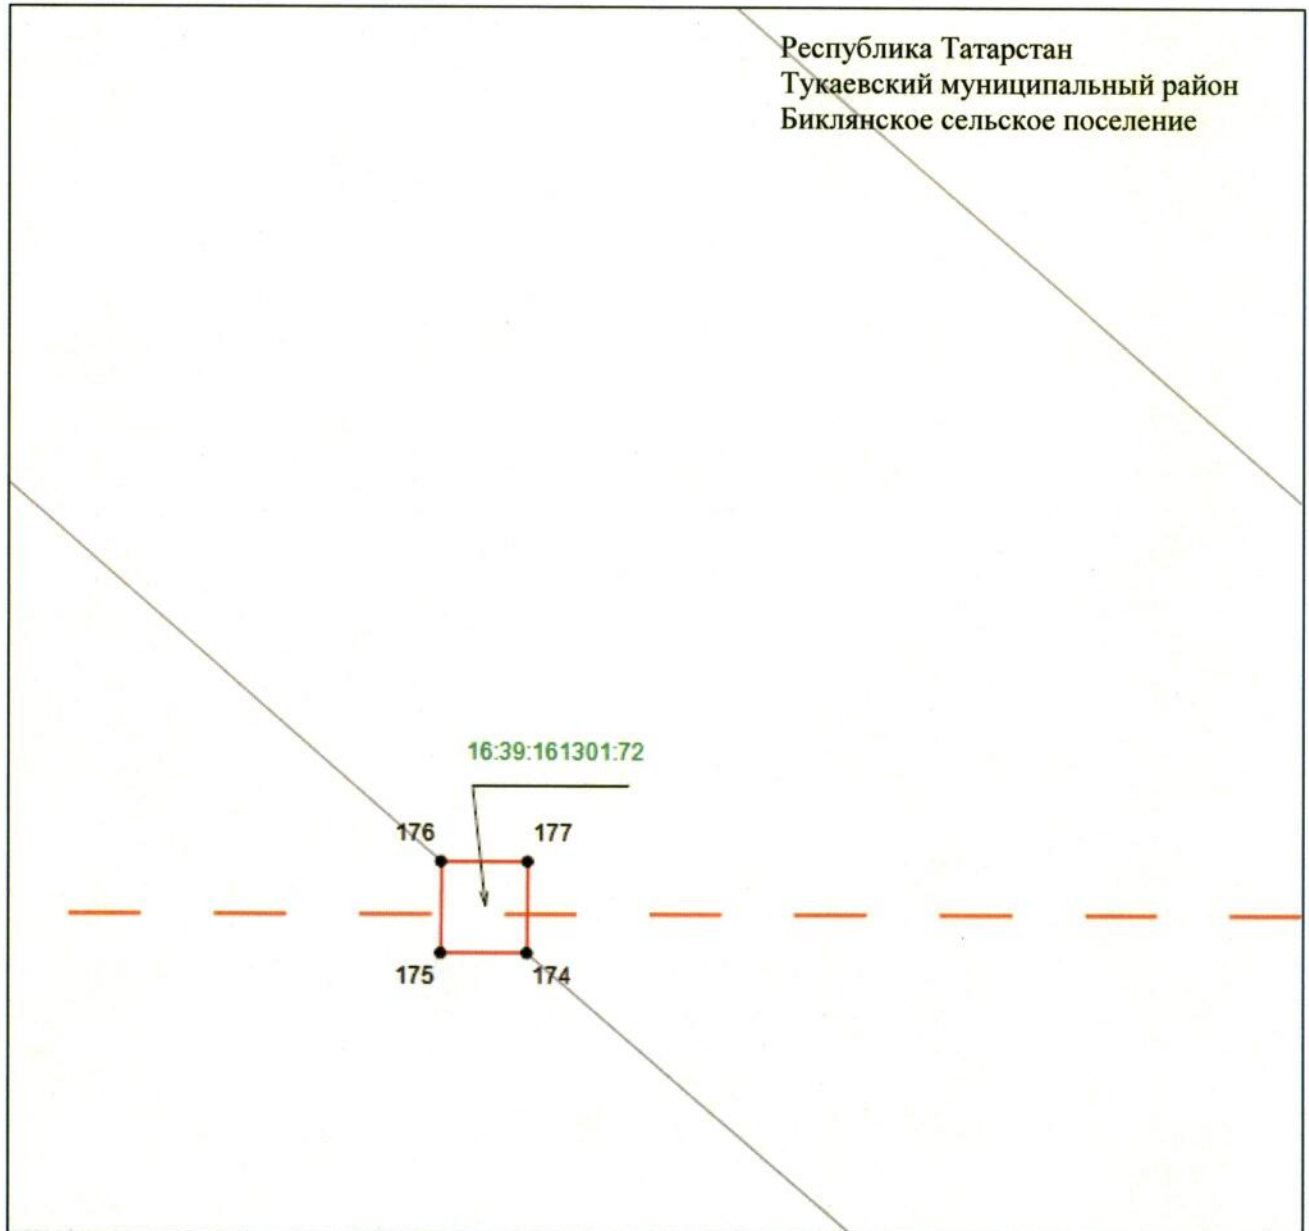 Республика Татарстан
Тукаевский муниципальный район
Биклянское сельское поселение
16:39:161301:72
176
177
175
174